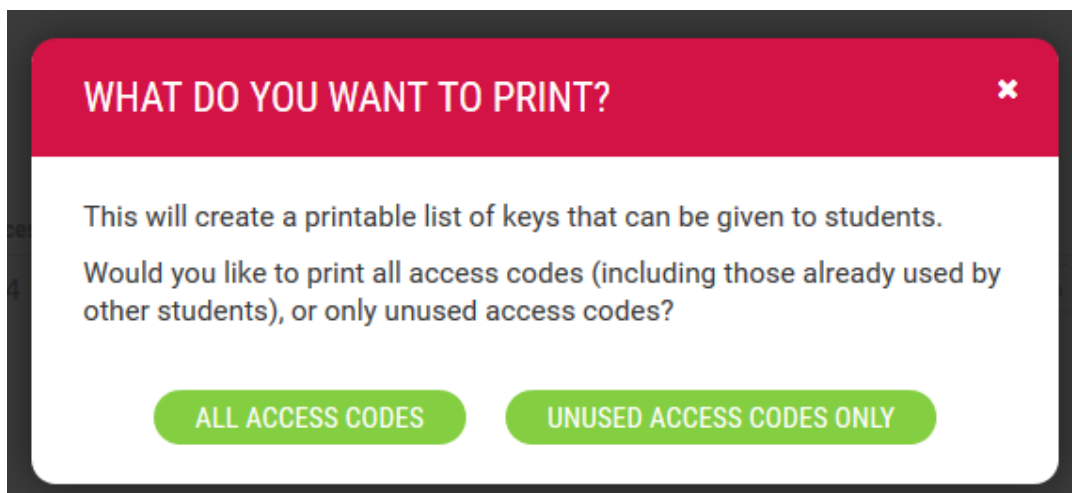 WHAT DO YOU WANT TO PRINT?
This will create a printable list of keys that can be given to students.
Would you like to print all access codes (including those already used by
other students), or only unused access codes?
ALL ACCESS CODES
UNUSED ACCESS CODES ONLY